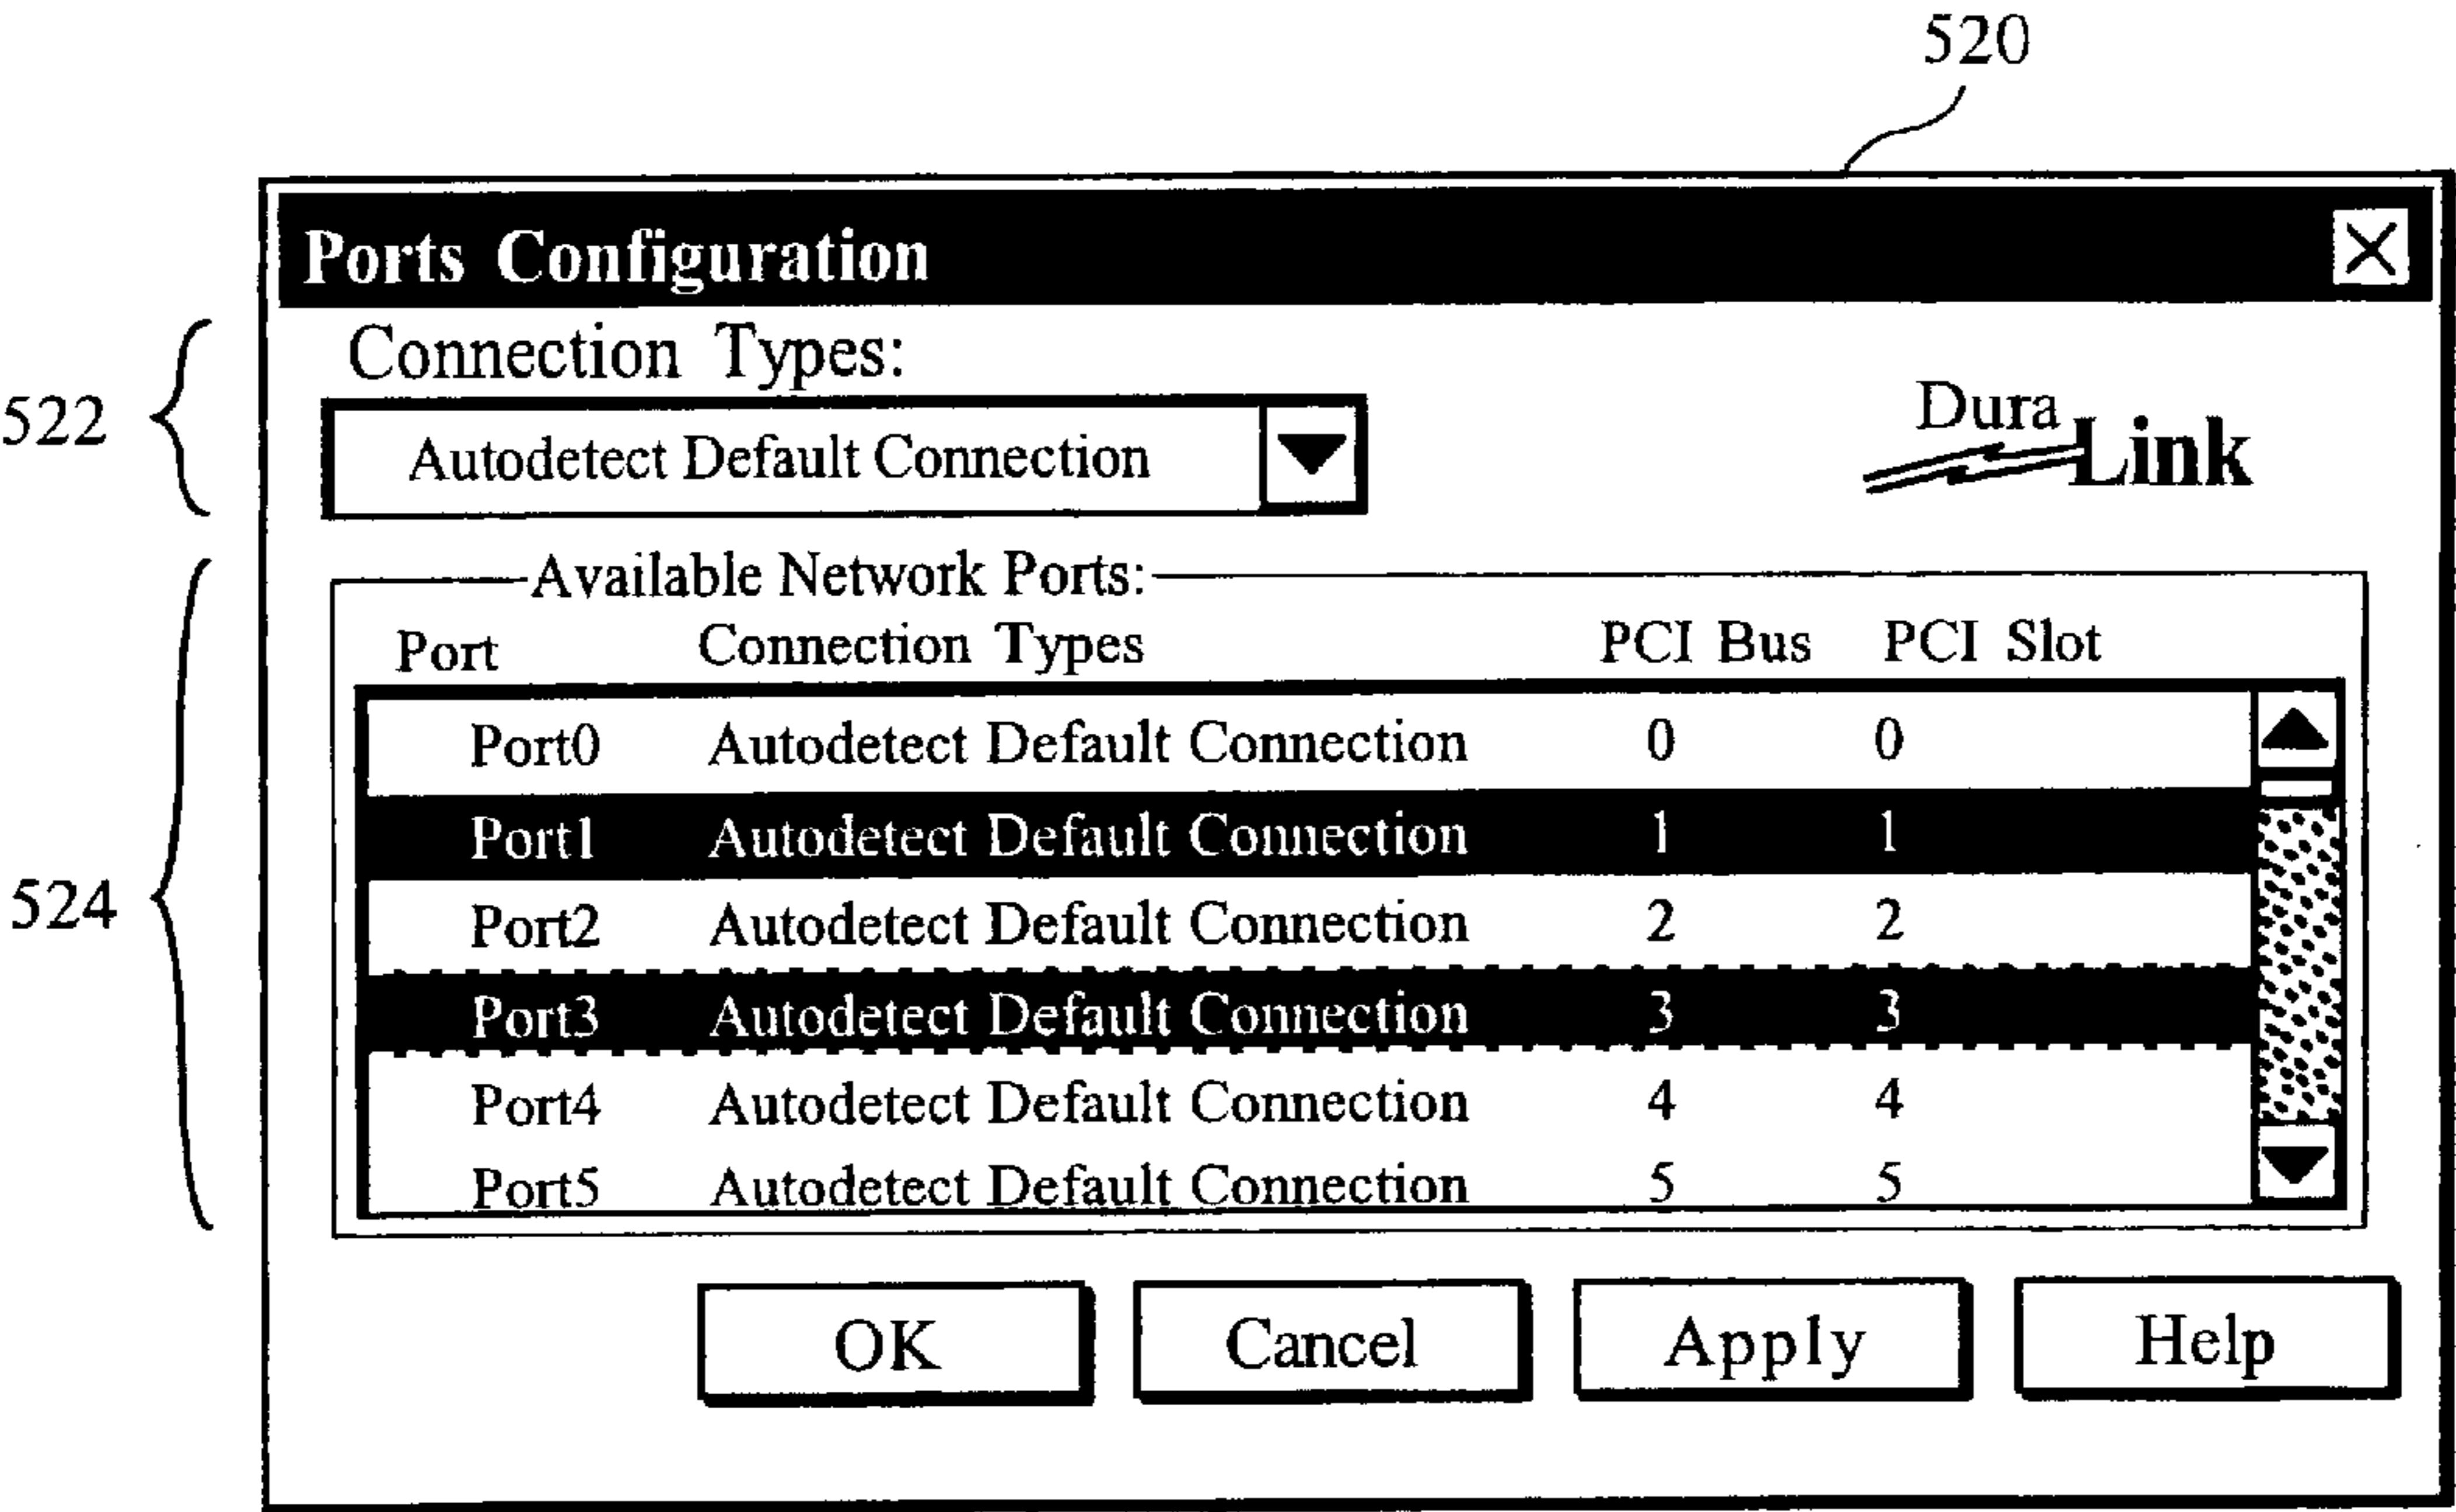 520
Ports Configuration
522
Connection Types:
Autodetect Default Connection
Dura
Link
524
Available Network Ports:
Port Connection Types PCI Bus PCI Slot
Port0 Autodetect Default Connection 0 0
Port1 Autodetect Default Connection 1 1
Port2 Autodetect Default Connection 2 2
Port3 Autodetect Default Connection 3 3
Port4 Autodetect Default Connection 4 4
Port5 Autodetect Default Connection 5 5
OK Cancel Apply Help